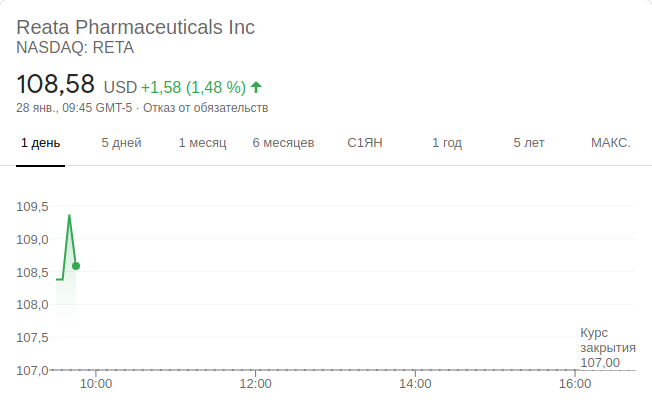 Reata Pharmaceuticals Inc
NASDAQ: RETA
108,58 USD +1,58 (1,48 %)
28 янв., 09:45 GMT-5 · Отказ от обязательств
1 день 5 дней 1 месяц 6 месяцев С1ЯН 1 год 5 лет МАКС.
109,5
109,0
108,5
108,0
107,5
107,0
Курс
закрытия
107,00
10:00 12:00 14:00 16:00